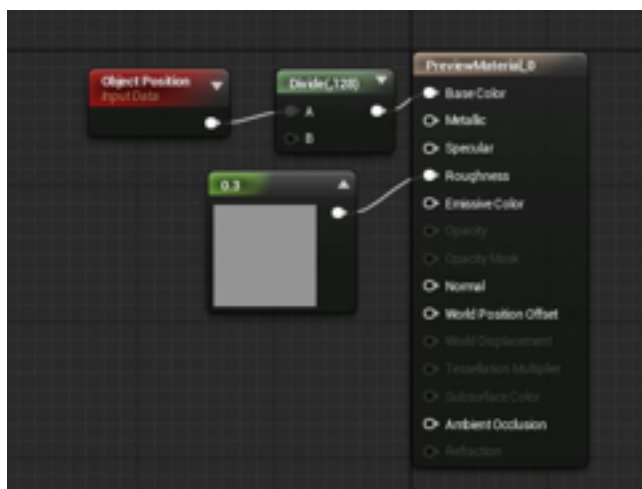 Object Position
Input Data
Divide(,128)
A
B
0.3
PreviewMaterial_0
Base Color
Metallic
Specular
Roughness
Emissive Color
Opacity
Opacity Mask
Normal
World Position Offset
World Displacement
Tessellation Multiplier
Subsurface Color
Ambient Occlusion
Refraction